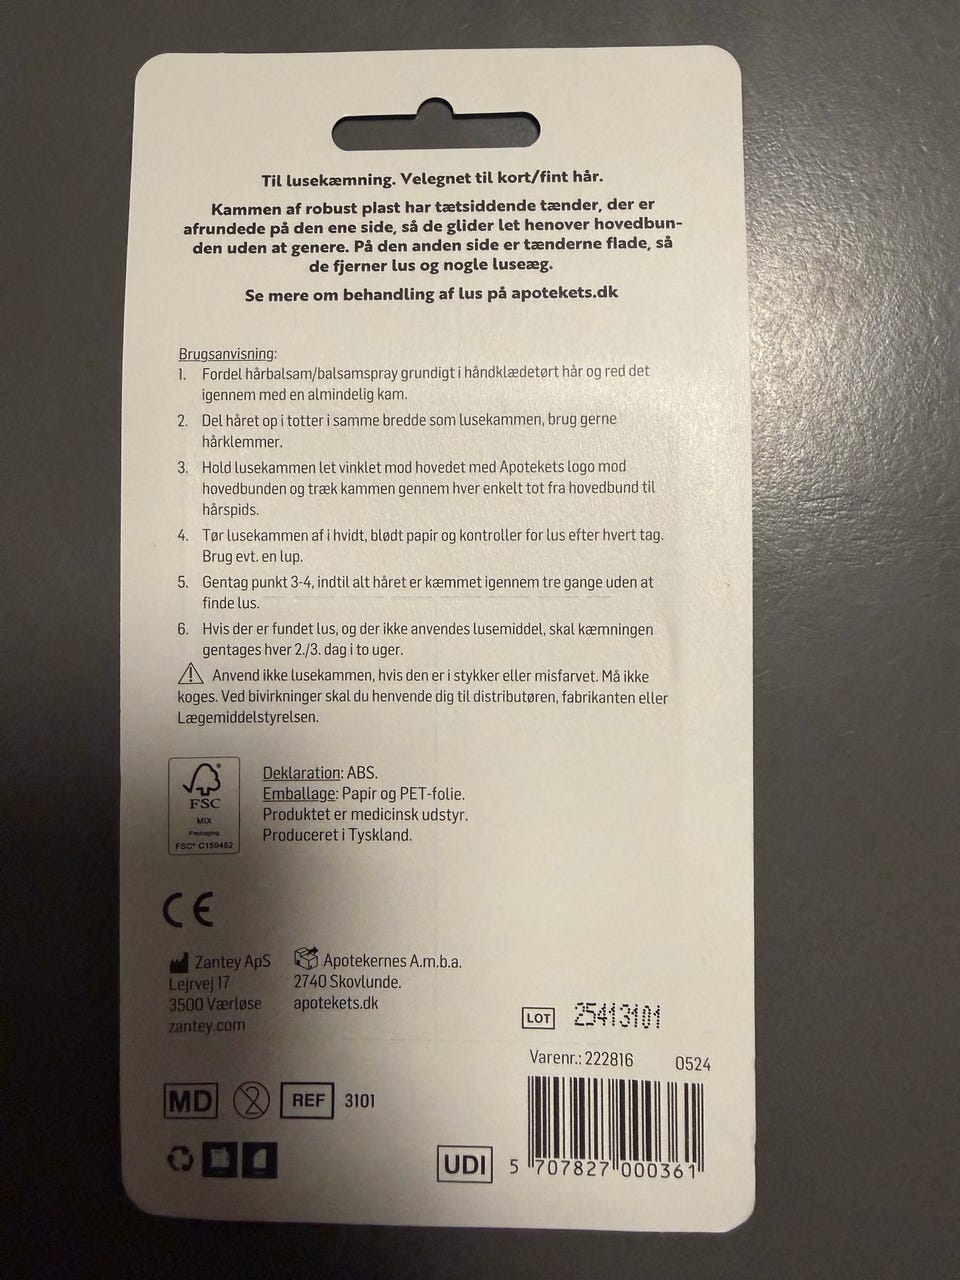 Til lusekæmning. Velegnet til kort/fint hår.
Kammen af robust plast har tætsiddende tænder, der er
afrundede på den ene side, så de glider let henover hovedbun-
den uden at genere. På den anden side er tænderne flade, så
de fjerner lus og nogle luseæg.
Se mere om behandling af lus på apotekets.dk
Brugsanvisning:
1. Fordel hårbalsam/balsamspray grundigt i håndklædetørt hår og red det
igennem med en almindelig kam.
2. Del håret op i totter i samme bredde som lusekammen, brug gerne
hårklemmer.
3. Hold lusekammen let vinklet mod hovedet med Apotekets logo mod
hovedbunden og træk kammen gennem hver enkelt tot fra hovedbund til
hårspids.
4. Tør lusekammen af i hvidt, blødt papir og kontroller for lus efter hvert tag.
Brug evt. en lup.
5. Gentag punkt 3-4, indtil alt håret er kæmmet igennem tre gange uden at
finde lus.
6. Hvis der er fundet lus, og der ikke anvendes lusemiddel, skal kæmningen
gentages hver 2./3. dag i to uger.
Anvend ikke lusekammen, hvis den er i stykker eller misfarvet. Må ikke
koges. Ved bivirkninger skal du henvende dig til distributøren, fabrikanten eller
Lægemiddelstyrelsen.
FSC
MIX
Packaging
FSC® C159462
Deklaration: ABS.
Emballage: Papir og PET-folie.
Produktet er medicinsk udstyr.
Produceret i Tyskland.
CE
Zantey ApS
Lejrvej 17
3500 Værløse
zantey.com
Apotekernes A.m.b.a.
2740 Skovlunde.
apotekets.dk
LOT 25413101
Varenr.: 222816 0524
MD 2 REF 3101
UDI 5 707827 000361